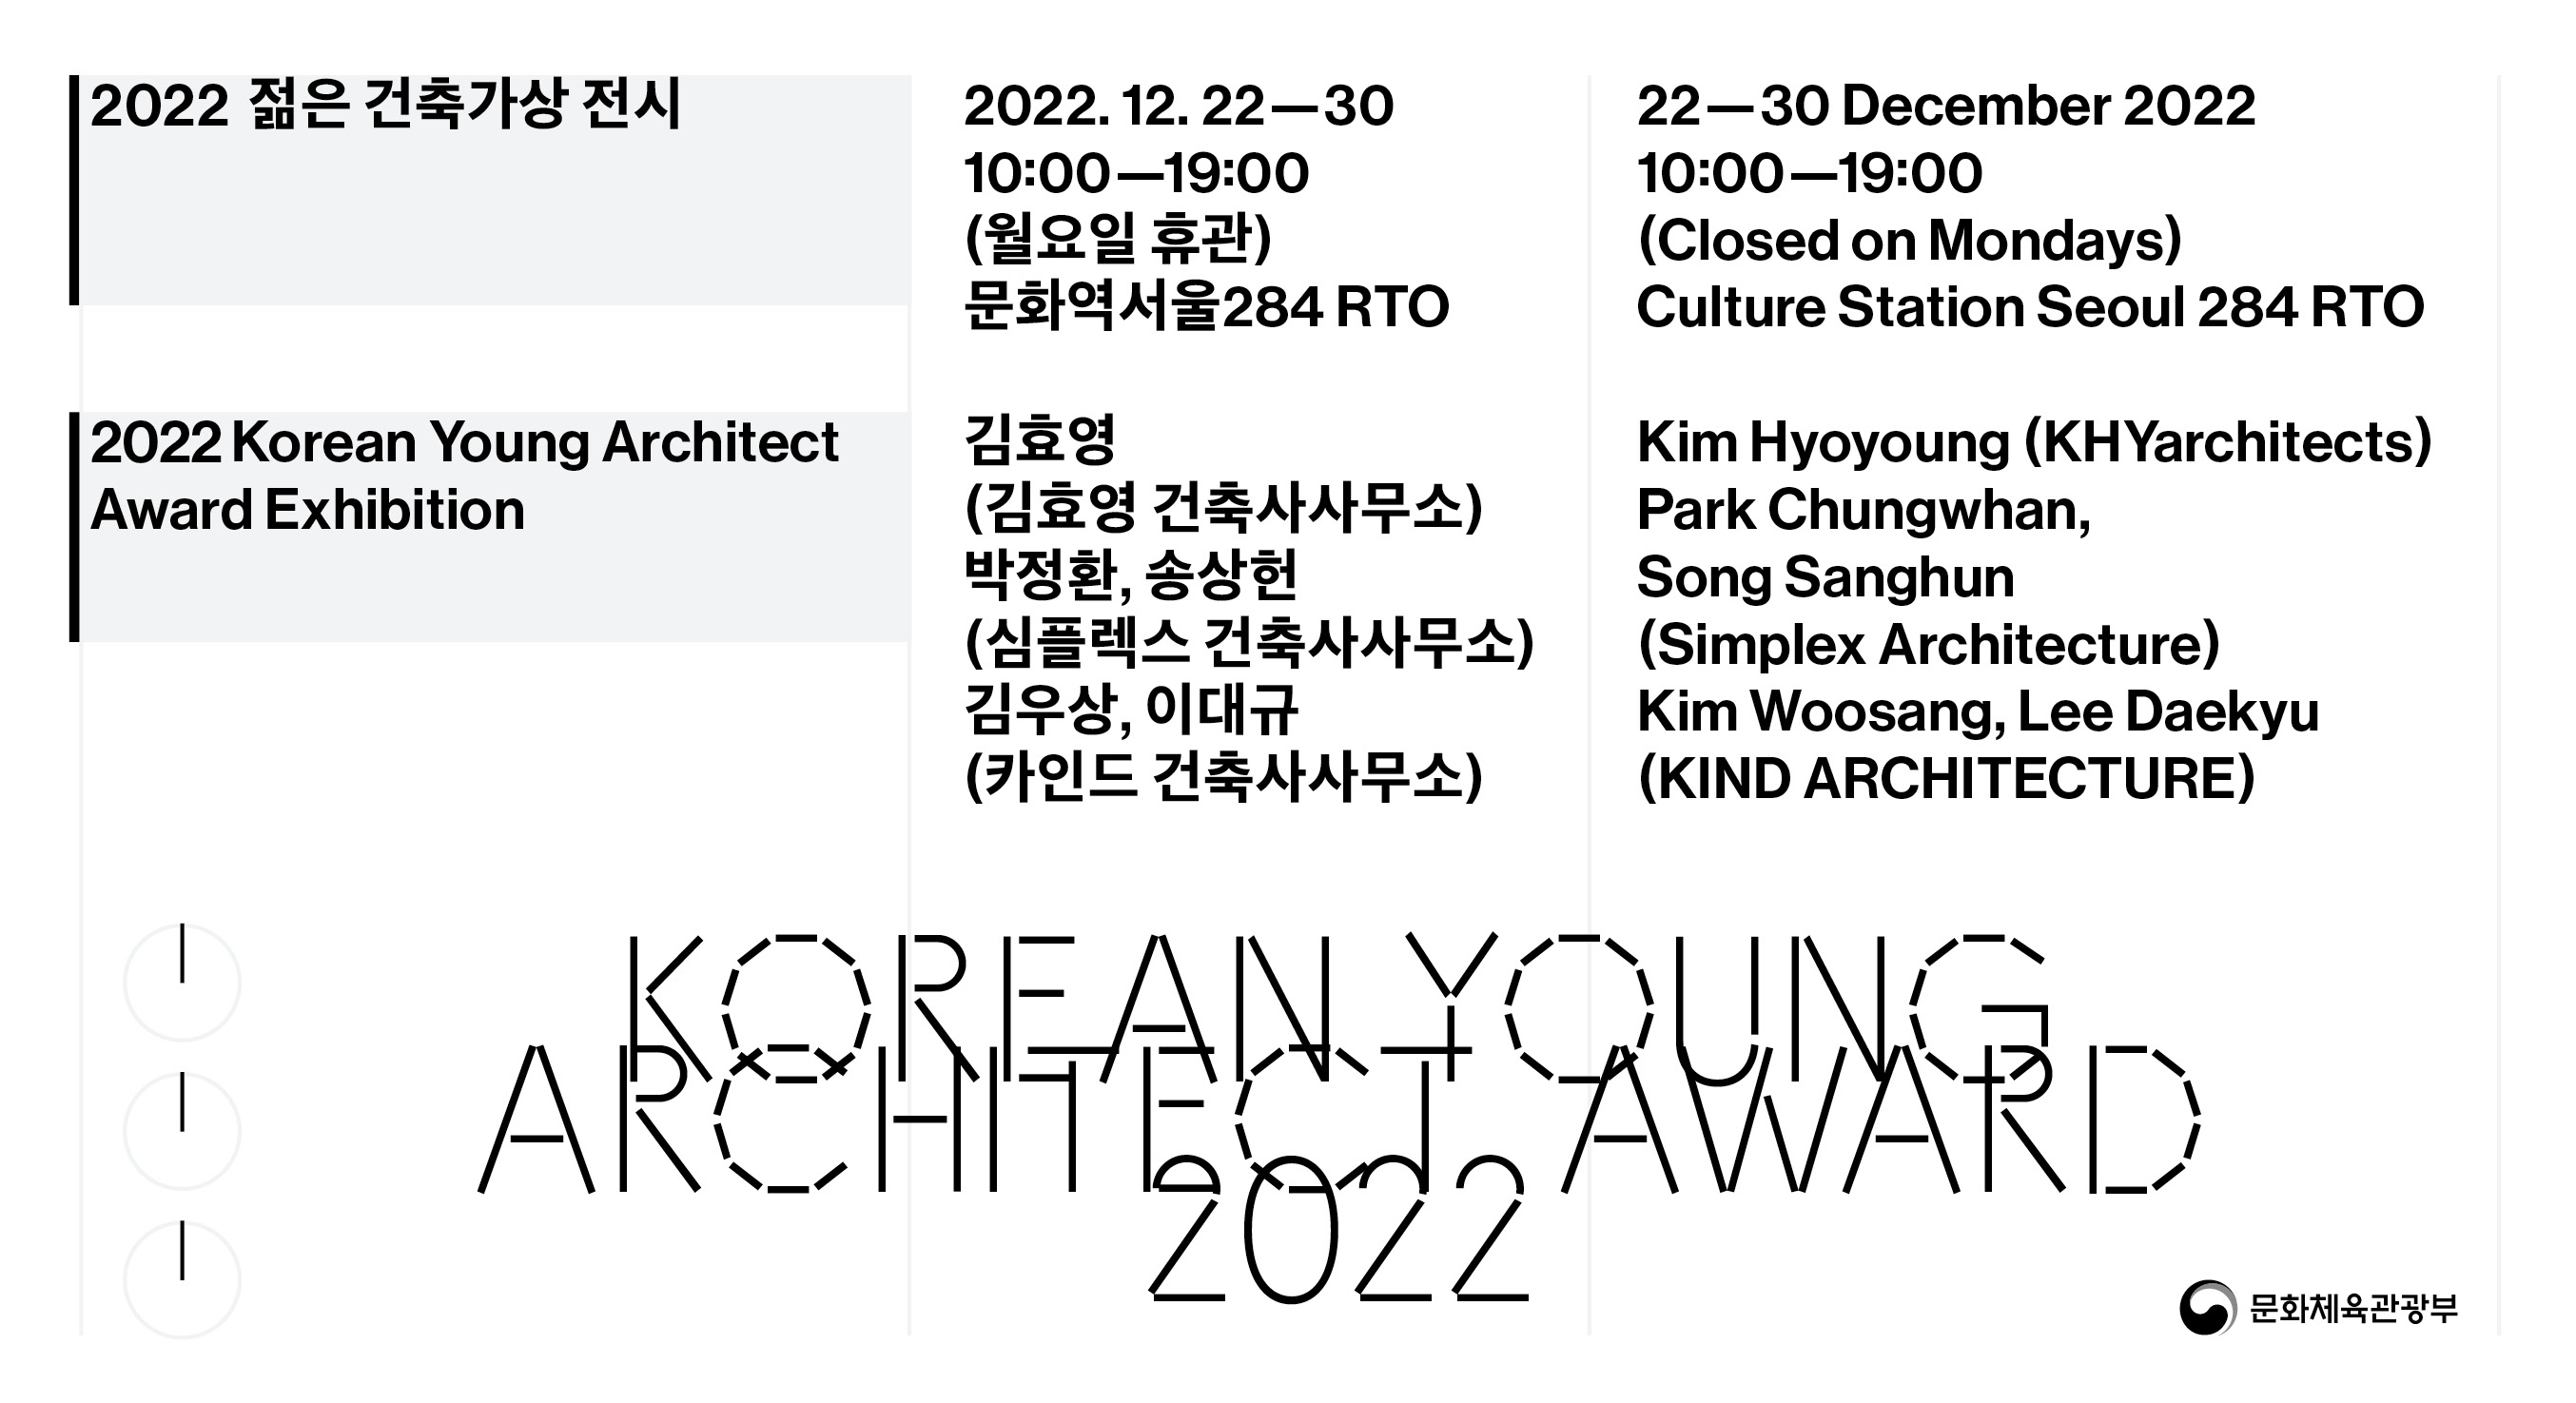 2022 젊은 건축가상 전시
2022 Korean Young Architect
Award Exhibition
2022. 12. 22—30
10:00—19:00
(월요일 휴관)
문화역서울284 RTO
김효영
(김효영 건축사사무소)
박정환, 송상헌
(심플렉스 건축사사무소)
김우상, 이대규
(카인드 건축사사무소)
22—30 December 2022
10:00—19:00
(Closed on Mondays)
Culture Station Seoul 284 RTO
Kim Hyoyoung (KHYarchitects)
Park Chungwhan,
Song Sanghun
(Simplex Architecture)
Kim Woosang, Lee Daekyu
(KIND ARCHITECTURE)
KOREAN YOUNG
ARCHITECT AWARD
2022
문화체육관광부